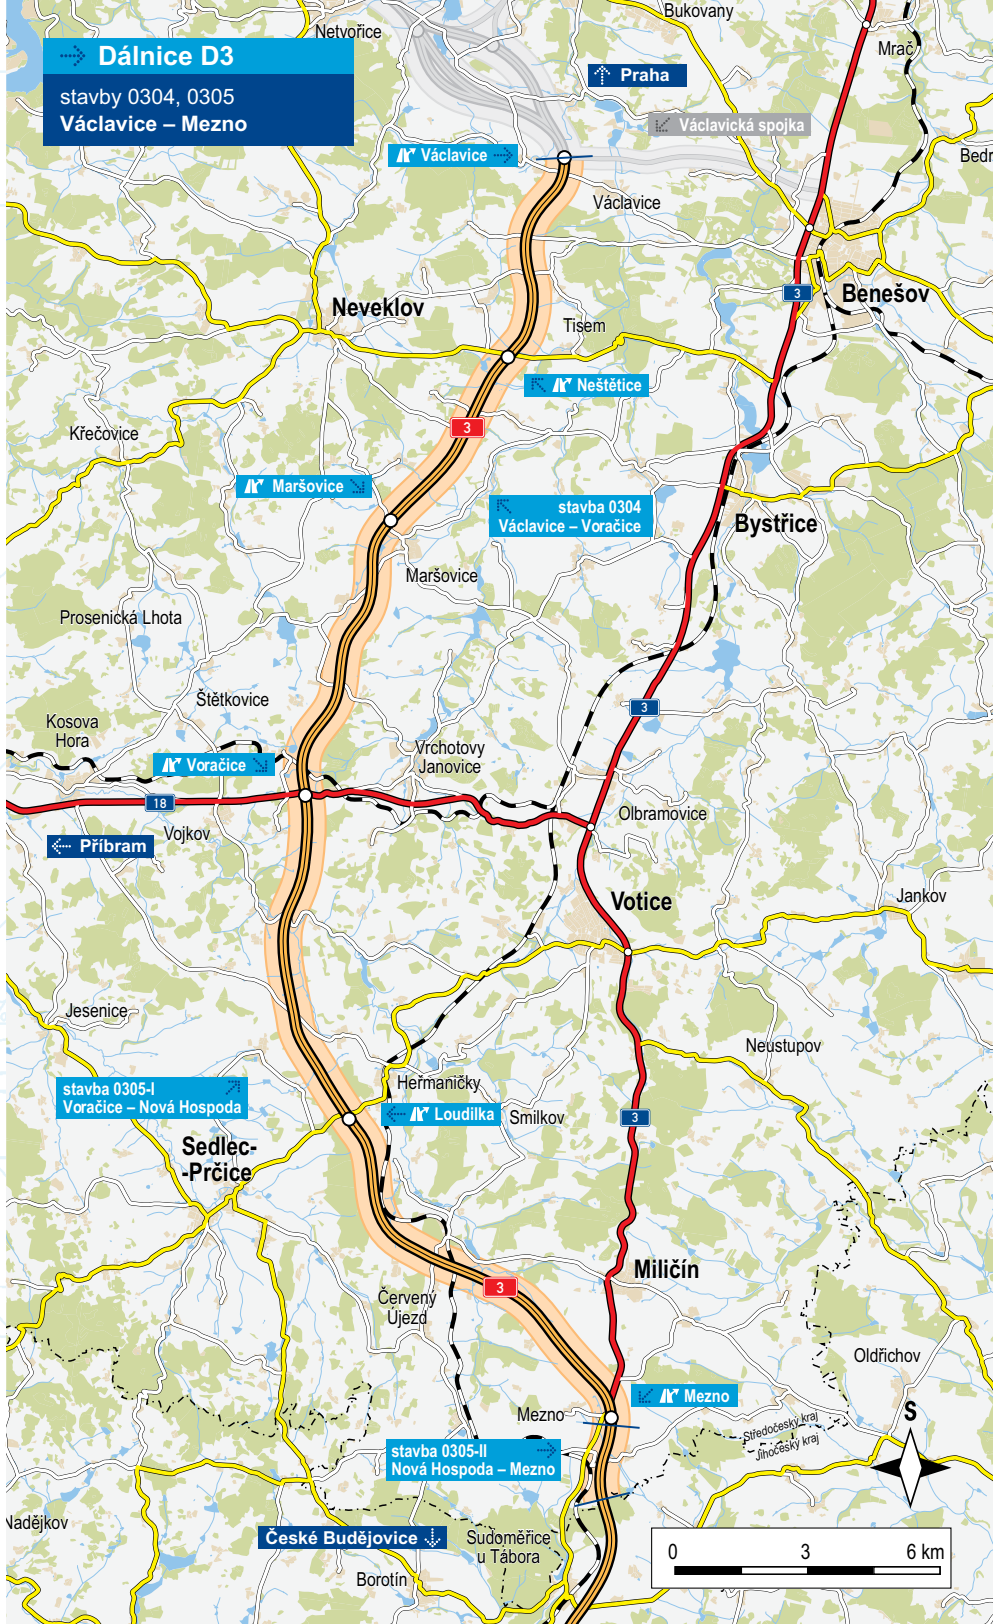 Netvořice
Bukovany
Mrač
Dálnice D3
stavby 0304, 0305
Václavice – Mezno
Praha
Václavická spojka
Václavice
Bedr
Václavice
3
Benešov
Neveklov
Tisem
Neštětice
3
Křečovice
Maršovice
stavba 0304
Václavice – Voračice
Bystřice
Maršovice
Prosenická Lhota
Štětkovice
3
Kosova
Hora
Vrchotovy
Janovice
Voračice
18
Olbramovice
Vojkov
Příbram
Votice
Jankov
Jesenice
Neustupov
Heřmaničky
stavba 0305-I
Voračice – Nová Hospoda
Loudilka
Smilkov
3
Sedlec-
-Prčice
Miličín
3
Červený
Újezd
Oldřichov
Mezno
Mezno
S
Středočeský kraj
Jihočeský kraj
stavba 0305-II
Nová Hospoda – Mezno
Nadějkov
České Budějovice
Sudoměřice
u Tábora
0 3 6 km
Borotín